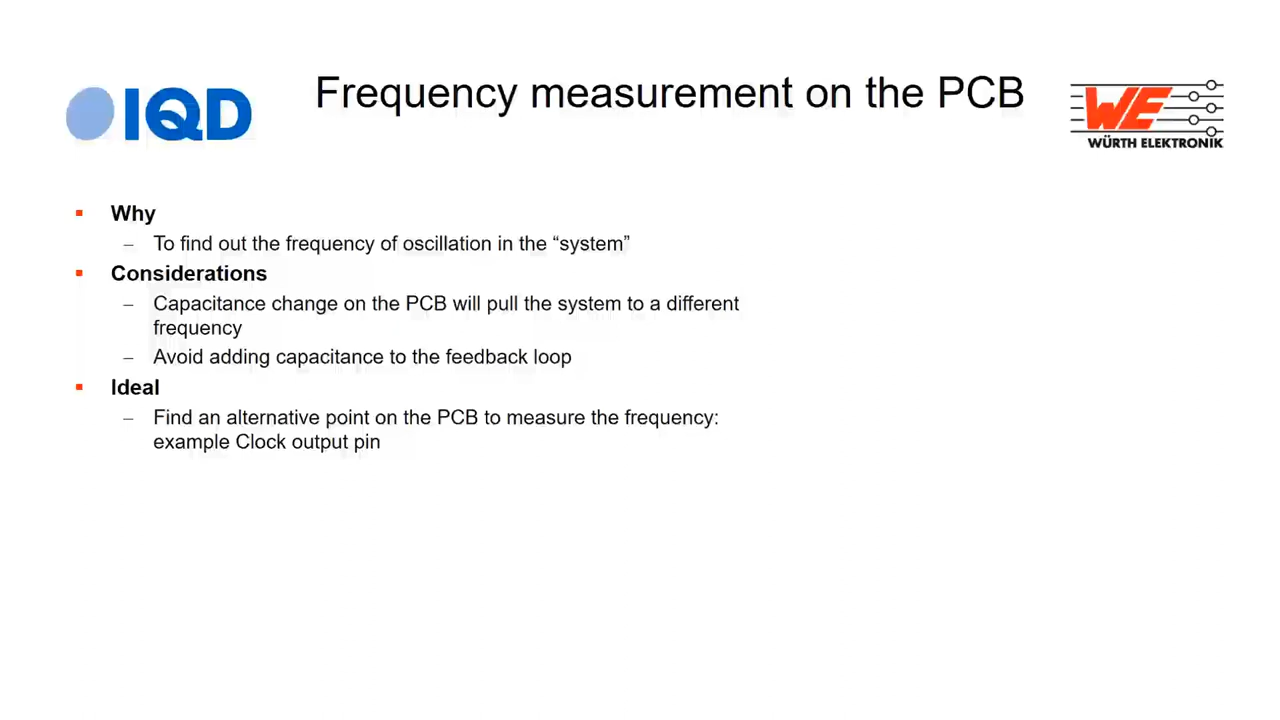 IQD
Frequency measurement on the PCB
WE
WÜRTH ELEKTRONIK
Why
– To find out the frequency of oscillation in the “system”
Considerations
– Capacitance change on the PCB will pull the system to a different
frequency
– Avoid adding capacitance to the feedback loop
Ideal
– Find an alternative point on the PCB to measure the frequency:
example Clock output pin